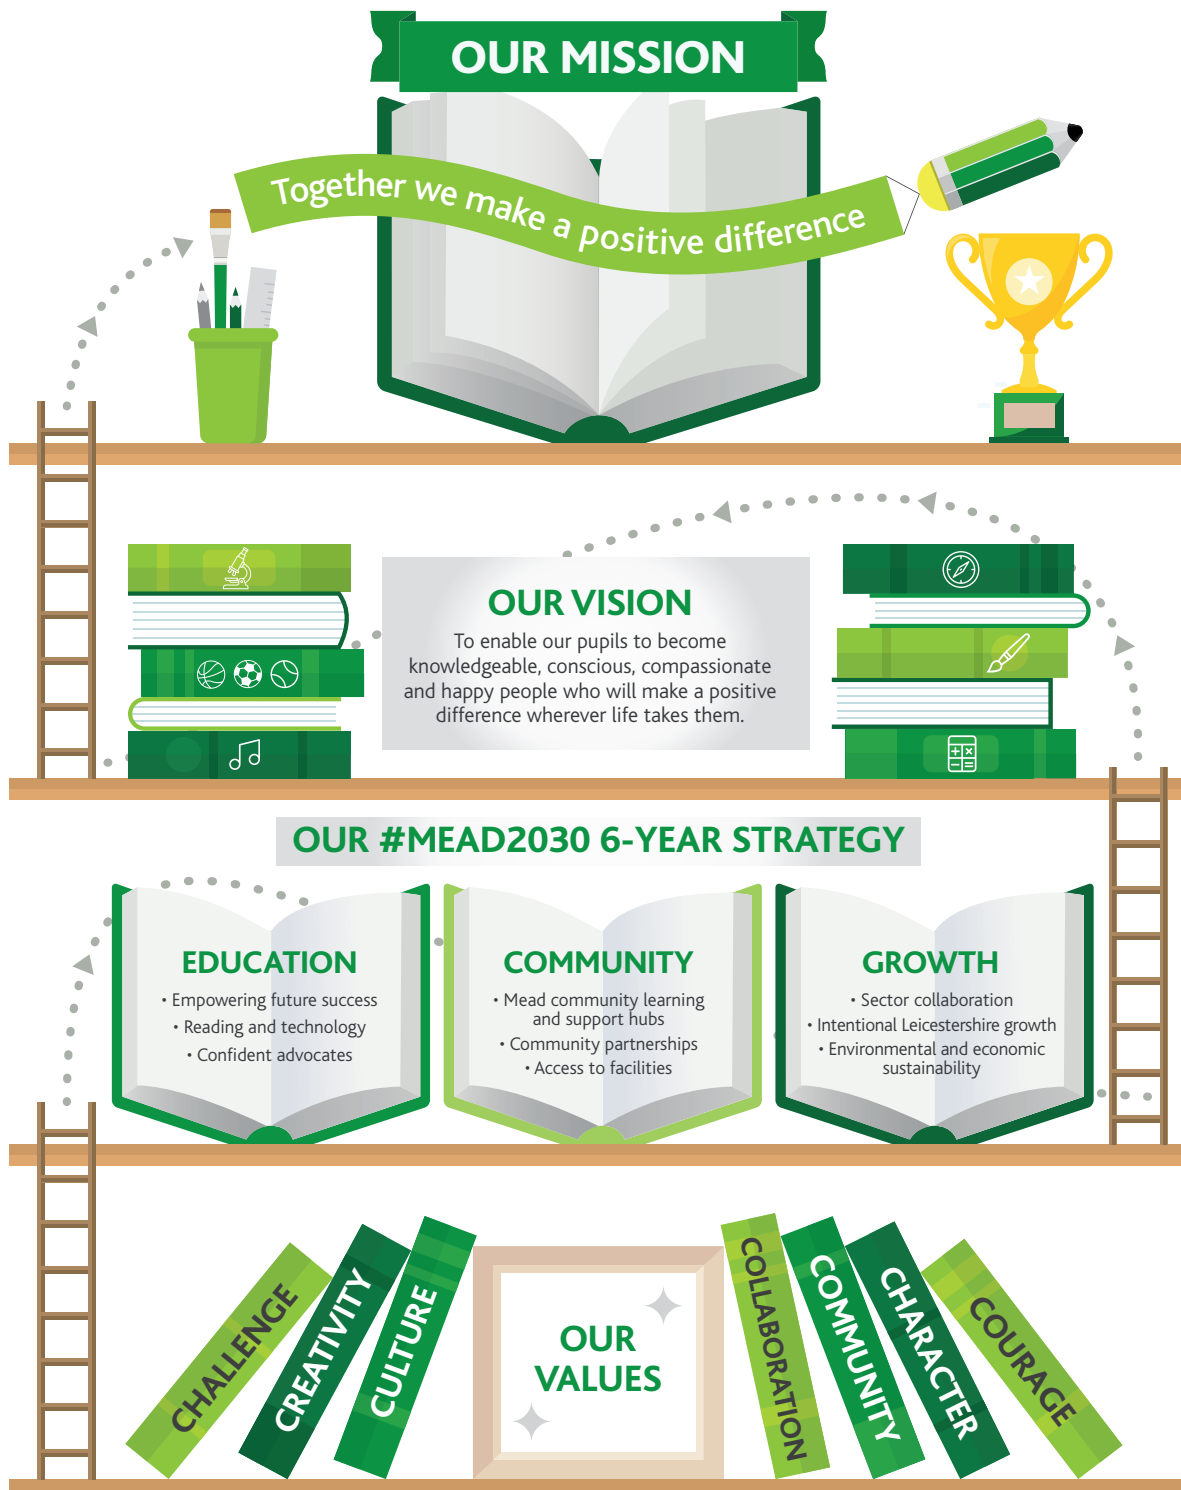 OUR MISSION
Together we make a positive difference
OUR VISION
To enable our pupils to become
knowledgeable, conscious, compassionate
and happy people who will make a positive
difference wherever life takes them.
OUR #MEAD2030 6-YEAR STRATEGY
EDUCATION
• Empowering future success
• Reading and technology
• Confident advocates
COMMUNITY
• Mead community learning
and support hubs
• Community partnerships
• Access to facilities
GROWTH
• Sector collaboration
• Intentional Leicestershire growth
• Environmental and economic
sustainability
CHALLENGE
CREATIVITY
CULTURE
OUR
VALUES
COLLABORATION
COMMUNITY
CHARACTER
COURAGE